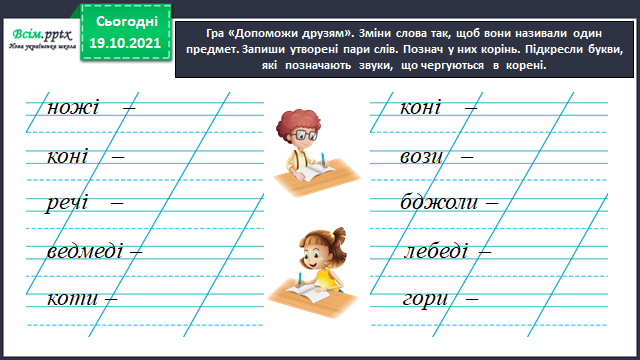 Всім.pptx
Нова українська школа
Сьогодні
19.10.2021
Гра «Допоможи друзям». Зміни слова так, щоб вони називали один
предмет. Запиши утворені пари слів. Познач у них корінь. Підкресли букви,
які позначають звуки, що чергуються в корені.
ножі –
коні –
речі –
ведмеді –
коти –
коні –
вози –
бджоли –
лебеді –
гори –